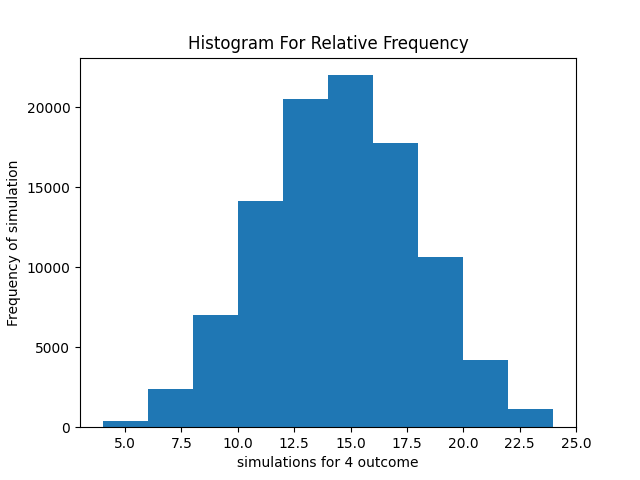 Histogram For Relative Frequency
Frequency of simulation
20000
15000
10000
5000
0
5.0 7.5 10.0 12.5 15.0 17.5 20.0 22.5 25.0
simulations for 4 outcome